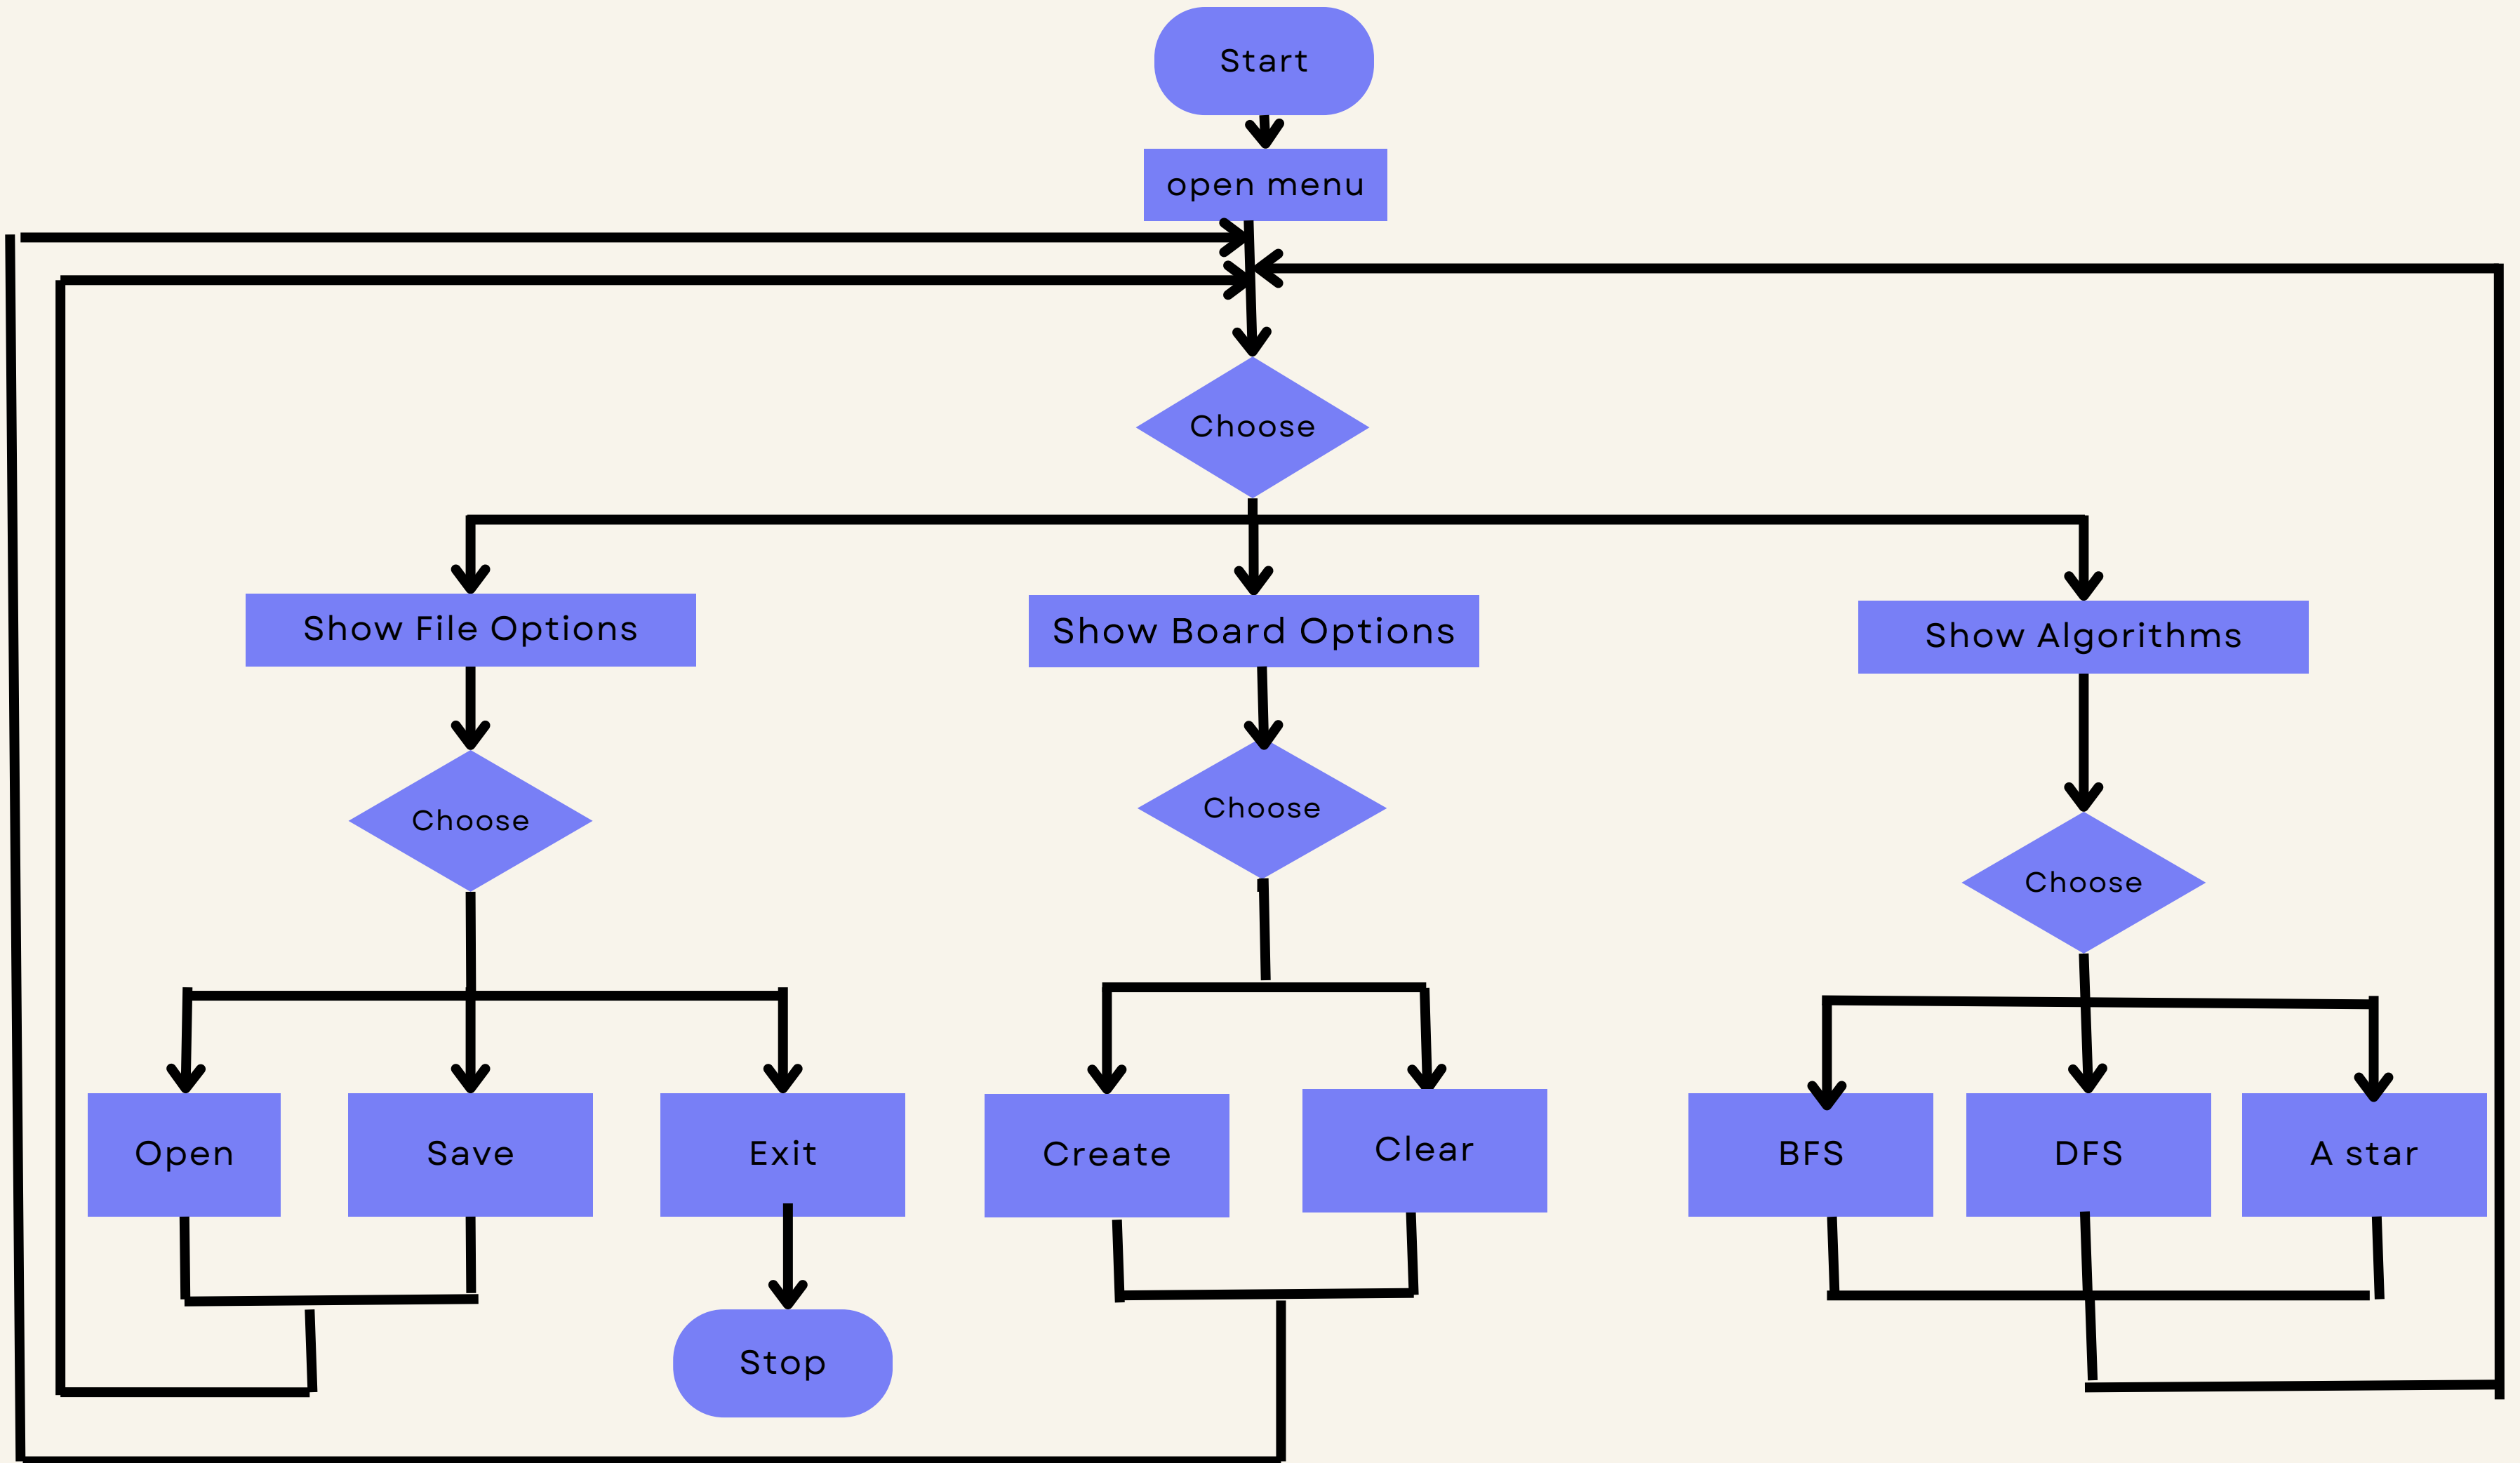 Start
open menu
Choose
Show File Options
Show Board Options
Show Algorithms
Choose
Choose
Choose
Open
Save
Exit
Create
Clear
BFS
DFS
A star
Stop